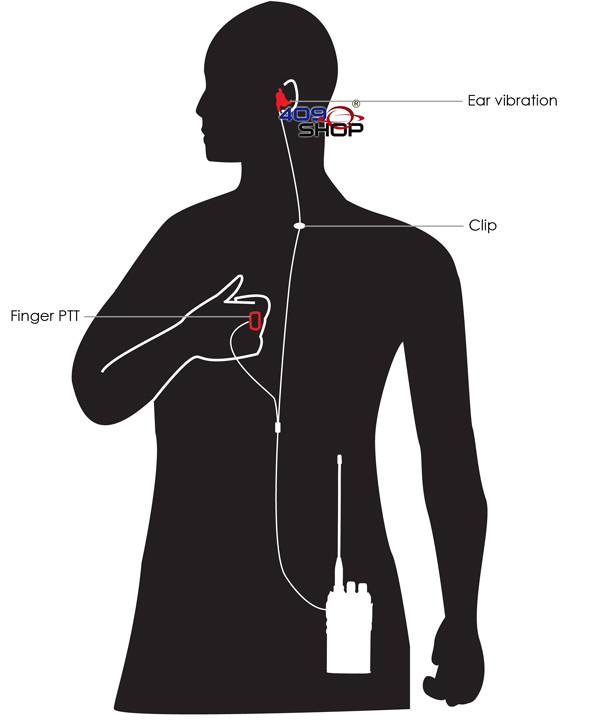 Ear vibration
409 ®
SHOP
Clip
Finger PTT